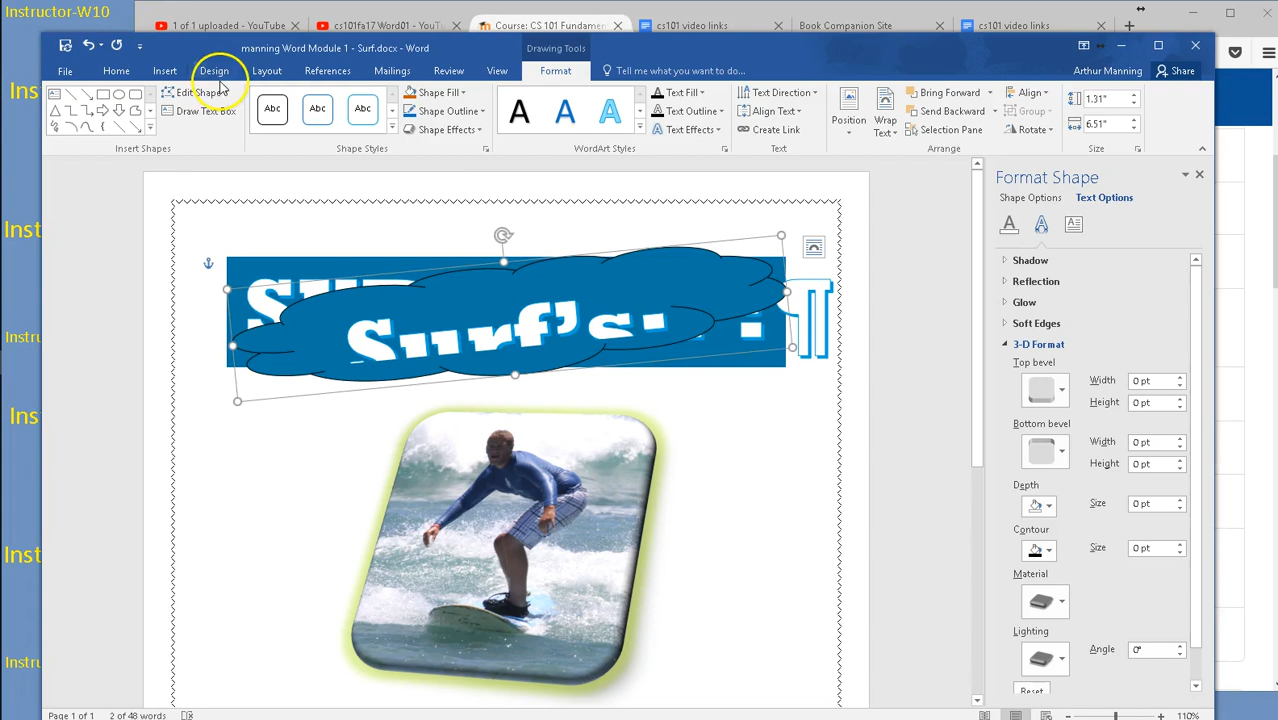 Instructor-W10
1 of 1 uploaded - YouTube
cs101fa17 Word01 - YouT
Course: CS 101 Fundamen
cs101 video links
Book Companion Site
cs101 video links
manning Word Module 1 - Surf.docx - Word
Drawing Tools
File
Home
Insert
Design
Layout
References
Mailings
Review
View
Format
Tell me what you want to do...
Arthur Manning
Share
Edit Shape
Draw Text Box
Insert Shapes
Abc
Abc
Abc
Shape Fill
Shape Outline
Shape Effects
Shape Styles
A
A
A
Text Fill
Text Outline
Text Effects
WordArt Styles
Text Direction
Align Text
Create Link
Text
Position
Wrap
Text
Bring Forward
Send Backward
Selection Pane
Align
Group
Rotate
Arrange
1.31"
6.51"
Size
Ins
Inst
Instr
Inst
Inst
Instr
Surf's
¶
Format Shape
Shape Options
Text Options
Shadow
Reflection
Glow
Soft Edges
3-D Format
Top bevel
Width
0 pt
Height
0 pt
Bottom bevel
Width
0 pt
Height
0 pt
Depth
Size
0 pt
Contour
Size
0 pt
Material
Lighting
Angle
0°
Reset
Page 1 of 1
2 of 48 words
110%